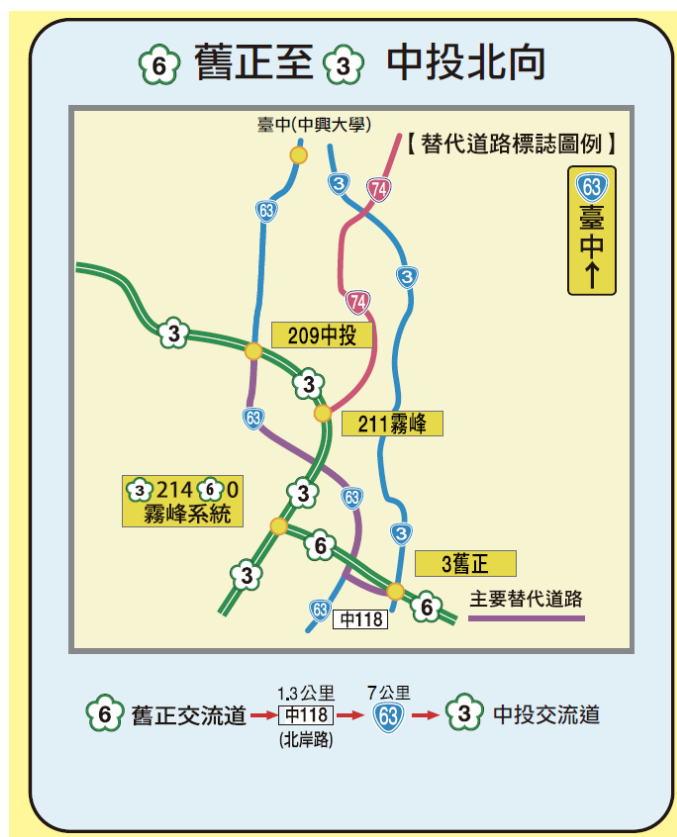 6 舊正至 3 中投北向
臺中(中興大學)
【替代道路標誌圖例】
63
臺
中
↑
3
74
63
3
74
3
209中投
3
63
211霧峰
3 214 6 0
霧峰系統
3
63
6
3
3
3舊正
63
中118
6
主要替代道路
1.3公里
7公里
6 舊正交流道 → 中118 → 63 → 3 中投交流道
(北岸路)